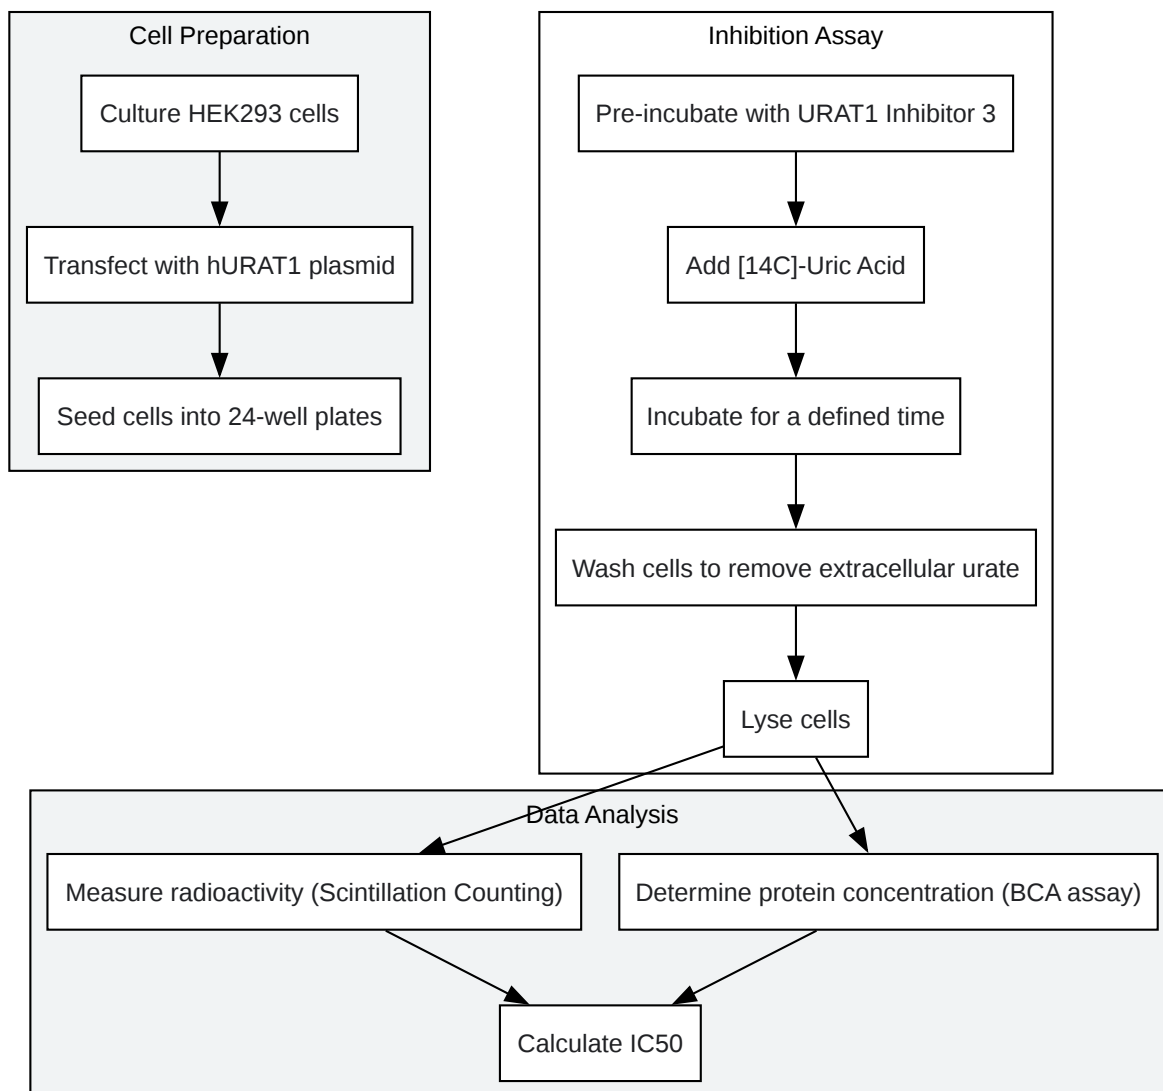 Cell Preparation
Culture HEK293 cells
Transfect with hURAT1 plasmid
Seed cells into 24-well plates
Inhibition Assay
Pre-incubate with URAT1 Inhibitor 3
Add [14C]-Uric Acid
Incubate for a defined time
Wash cells to remove extracellular urate
Lyse cells
Data Analysis
Measure radioactivity (Scintillation Counting)
Determine protein concentration (BCA assay)
Calculate IC50